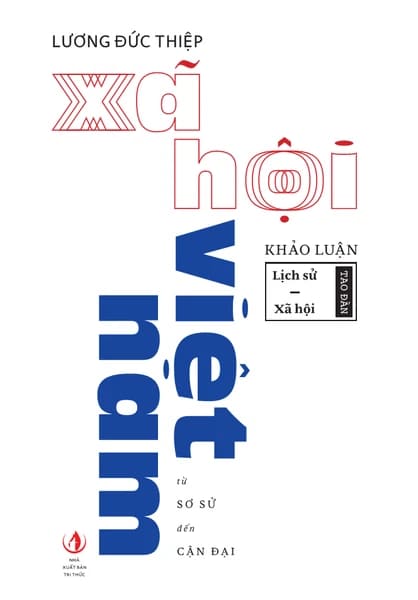 LƯƠNG ĐỨC THIỆP
xã
hội
việt
nam
KHẢO LUẬN
Lịch sử
–
Xã hội
TAO ĐÀN
từ
SƠ SỬ
đến
CẬN ĐẠI
NHÀ
XUẤT BẢN
TRI THỨC